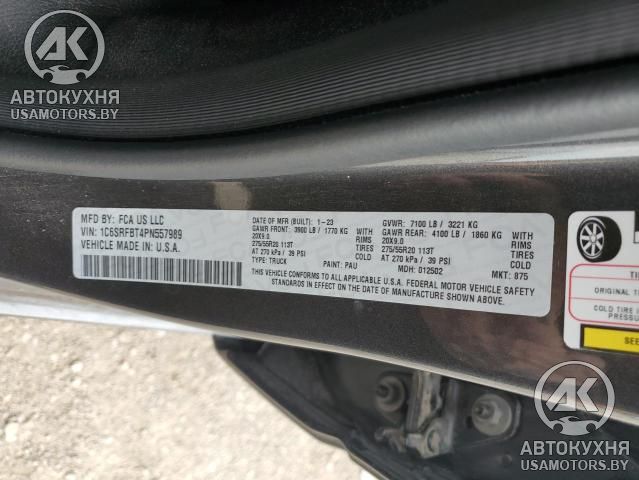 АК
АВТОКУХНЯ
USAMOTORS.BY
MFD BY: FCA US LLC
VIN: 1C6SRFBT4PN557989
VEHICLE MADE IN: U.S.A.
DATE OF MFR (BUILT): 1-23
GAWR FRONT: 3900 LB / 1770 KG WITH
20X9.0 RIMS
275/55R20 113T TIRES
AT 270 kPa / 39 PSI COLD
TYPE: TRUCK PAINT: PAU
GVWR: 7100 LB / 3221 KG
GAWR REAR: 4100 LB / 1860 KG WITH
20X9.0 RIMS
275/55R20 113T TIRES
AT 270 kPa / 39 PSI COLD
MDH: 012502 MKT: 875
THIS VEHICLE CONFORMS TO ALL APPLICABLE U.S.A. FEDERAL MOTOR VEHICLE SAFETY
STANDARDS IN EFFECT ON THE DATE OF MANUFACTURE SHOWN ABOVE.
ORIGINAL
COLD TIRE
PRESSURE
SEE
АК
АВТОКУХНЯ
USAMOTORS.BY